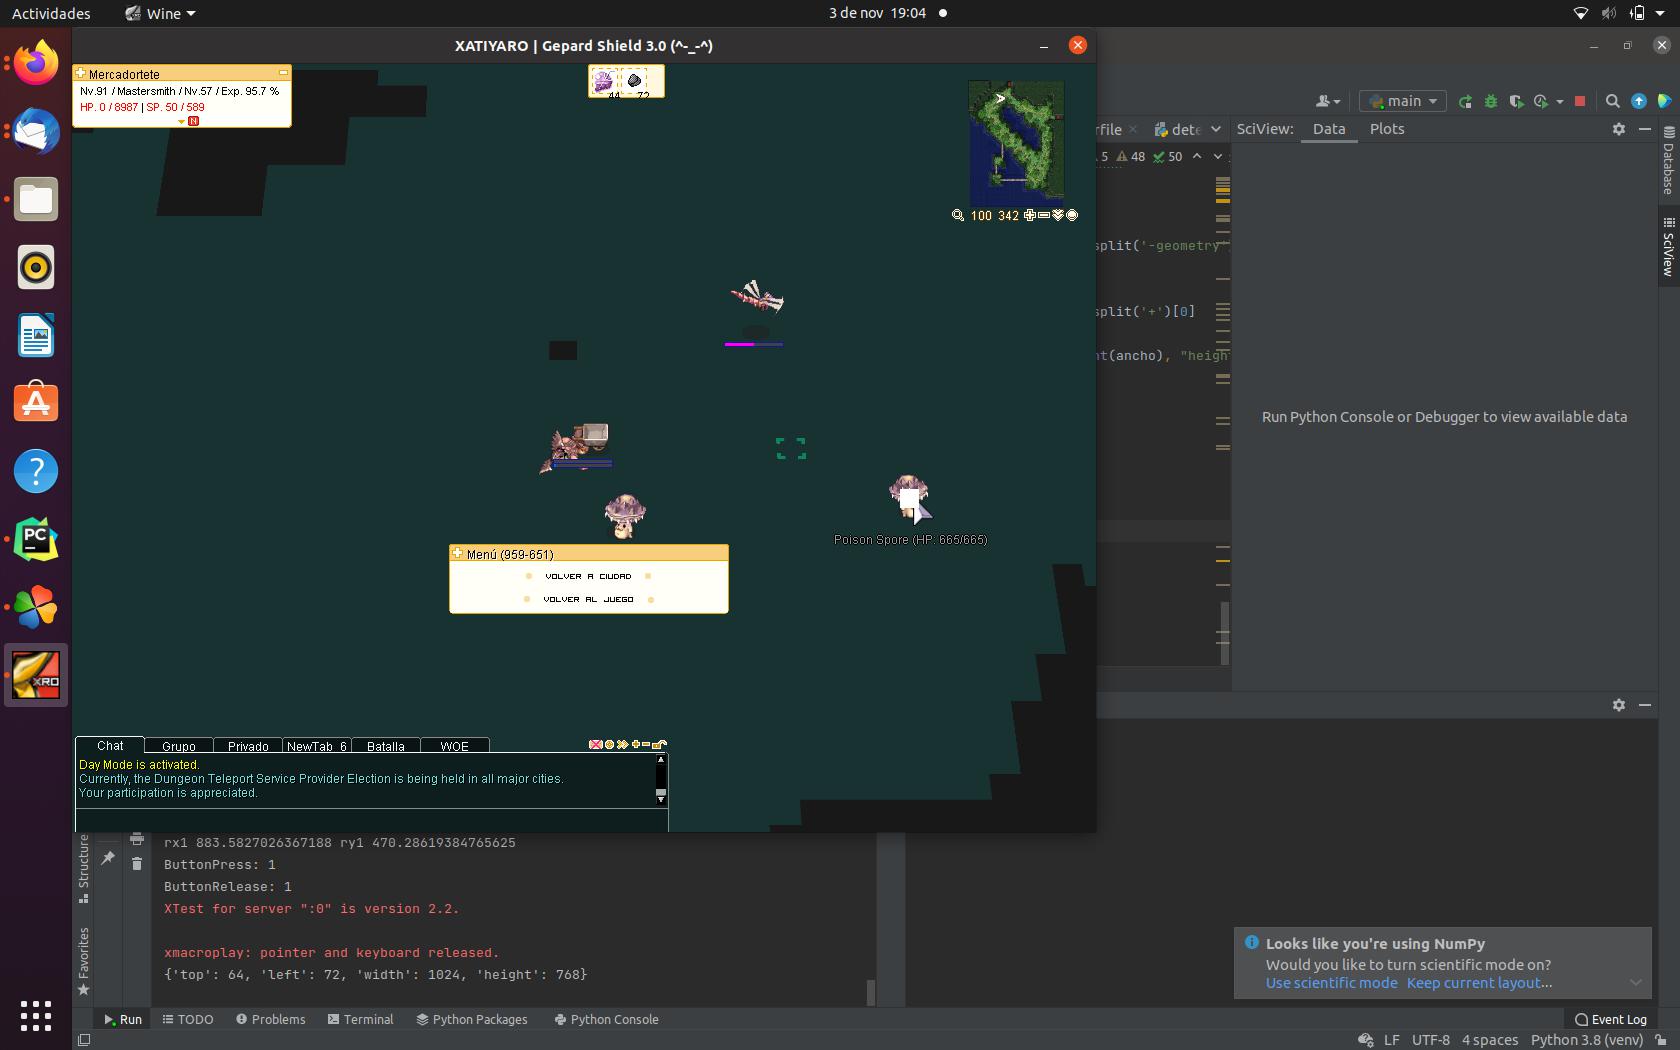 Actividades
Wine
3 de nov 19:04
XATIYARO | Gepard Shield 3.0 (^-_-^)
Mercadortete
Nv.91 / Mastersmith / Nv.57 / Exp. 95.7 %
HP. 0 / 8987 | SP. 50 / 589
N
44 72
100 342
main
rfile
dete
SciView: Data Plots
5 48 50
split('-geometry'
split('+')[0]
nt(ancho), "heigh
Run Python Console or Debugger to view available data
Database
SciView
Poison Spore (HP: 665/665)
Menú (959-651)
VOLVER A CIUDAD
VOLVER AL JUEGO
PC
XRO
Chat Grupo Privado NewTab_6 Batalla WOE
Day Mode is activated.
Currently, the Dungeon Teleport Service Provider Election is being held in all major cities.
Your participation is appreciated.
rx1 883.5827026367188 ry1 470.28619384765625
ButtonPress: 1
ButtonRelease: 1
XTest for server ":0" is version 2.2.
xmacroplay: pointer and keyboard released.
{'top': 64, 'left': 72, 'width': 1024, 'height': 768}
Structure
Favorites
Looks like you're using NumPy
Would you like to turn scientific mode on?
Use scientific mode Keep current layout...
Run TODO Problems Terminal Python Packages Python Console Event Log
LF UTF-8 4 spaces Python 3.8 (venv)